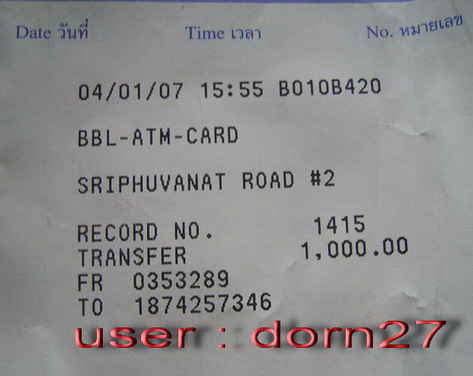 Date วันที่ Time เวลา No. หมายเลข
04/01/07 15:55 B010B420
BBL-ATM-CARD
SRIPHUVANAT ROAD #2
RECORD NO. 1415
TRANSFER 1,000.00
FR 0353289
TO 1874257346
user : dorn27